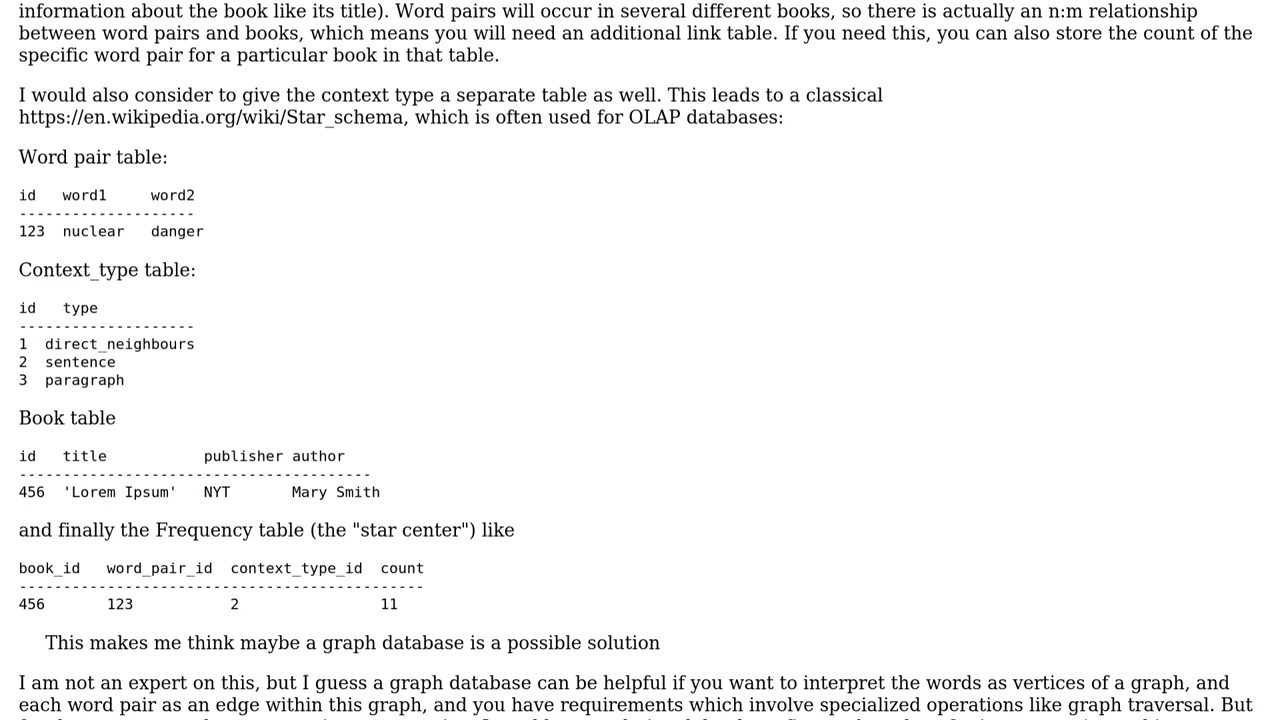 information about the book like its title). Word pairs will occur in several different books, so there is actually an n:m relationship
between word pairs and books, which means you will need an additional link table. If you need this, you can also store the count of the
specific word pair for a particular book in that table.
I would also consider to give the context type a separate table as well. This leads to a classical
https://en.wikipedia.org/wiki/Star_schema, which is often used for OLAP databases:
Word pair table:
id   word1     word2
--------------------
123  nuclear   danger
Context_type table:
id   type
--------------------
1  direct_neighbours
2  sentence
3  paragraph
Book table
id   title           publisher author
----------------------------------------
456  'Lorem Ipsum'   NYT       Mary Smith
and finally the Frequency table (the "star center") like
book_id   word_pair_id  context_type_id  count
----------------------------------------------
456       123           2                11
This makes me think maybe a graph database is a possible solution
I am not an expert on this, but I guess a graph database can be helpful if you want to interpret the words as vertices of a graph, and
each word pair as an edge within this graph, and you have requirements which involve specialized operations like graph traversal. But